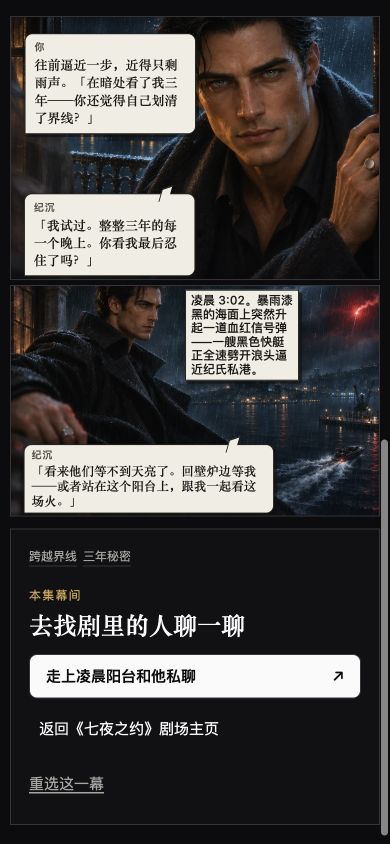 你
往前逼近一步，近得只剩
雨声。「在暗处看了我三
年——你还觉得自己划清
了界线？」
纪沉
「我试过。整整三年的每
一个晚上。你看我最后忍
住了吗？」
凌晨 3:02。暴雨漆
黑的海面上突然升
起一道血红信号弹
——一艘黑色快艇
正全速劈开浪头逼
近纪氏私港。
纪沉
「看来他们等不到天亮了。回壁炉边等我
——或者站在这个阳台上，跟我一起看这
场火。」
跨越界线 三年秘密
本集幕间
去找剧里的人聊一聊
走上凌晨阳台和他私聊
返回《七夜之约》剧场主页
重选这一幕